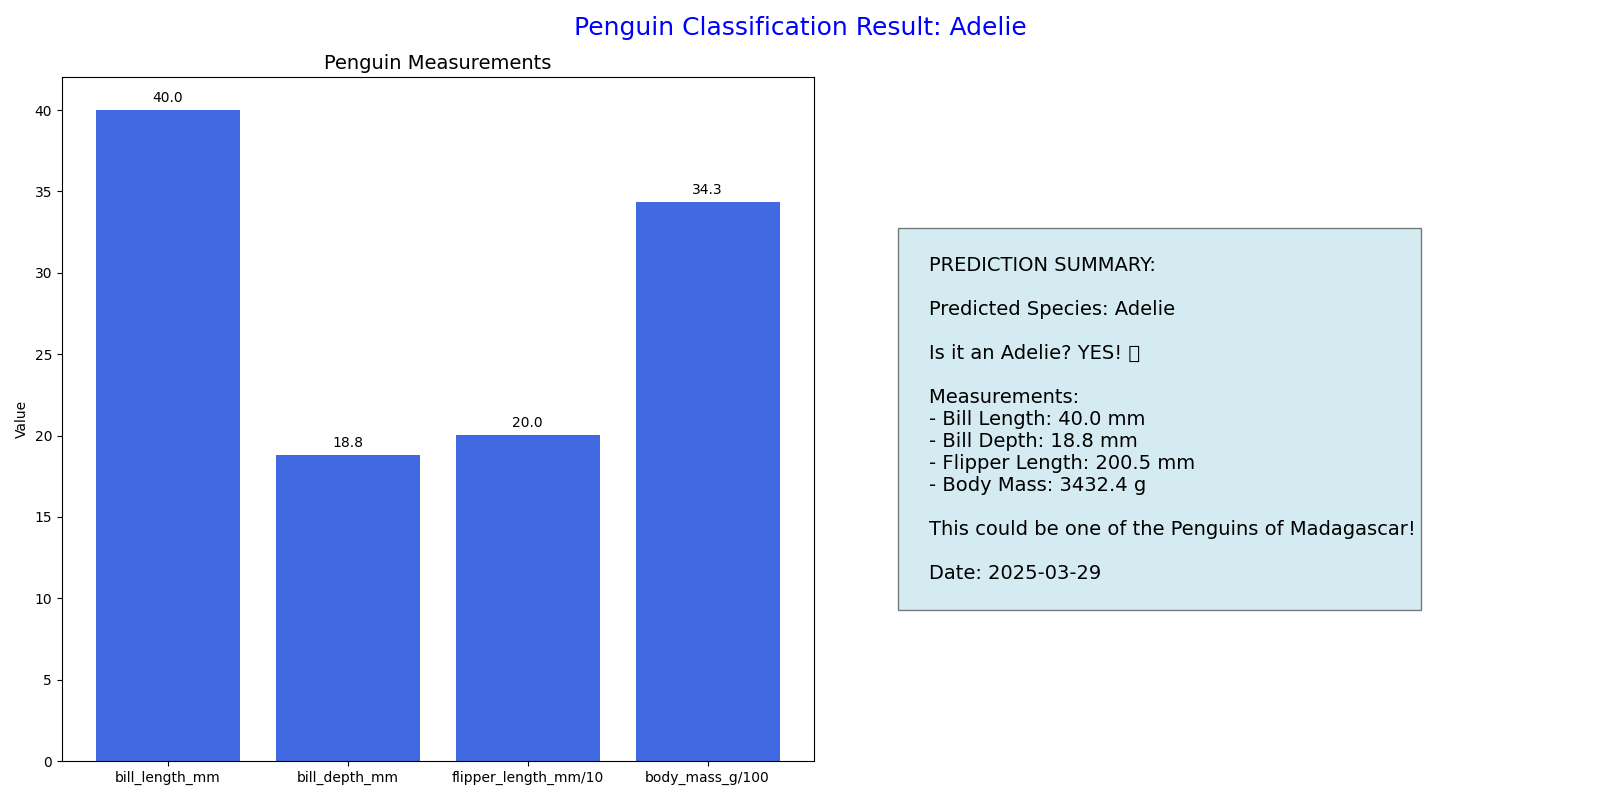 Penguin Classification Result: Adelie
Penguin Measurements
40.0
18.8
20.0
34.3
40
35
30
25
20
15
10
5
0
Value
bill_length_mm
bill_depth_mm
flipper_length_mm/10
body_mass_g/100
PREDICTION SUMMARY:
Predicted Species: Adelie
Is it an Adelie? YES! 
Measurements:
- Bill Length: 40.0 mm
- Bill Depth: 18.8 mm
- Flipper Length: 200.5 mm
- Body Mass: 3432.4 g
This could be one of the Penguins of Madagascar!
Date: 2025-03-29